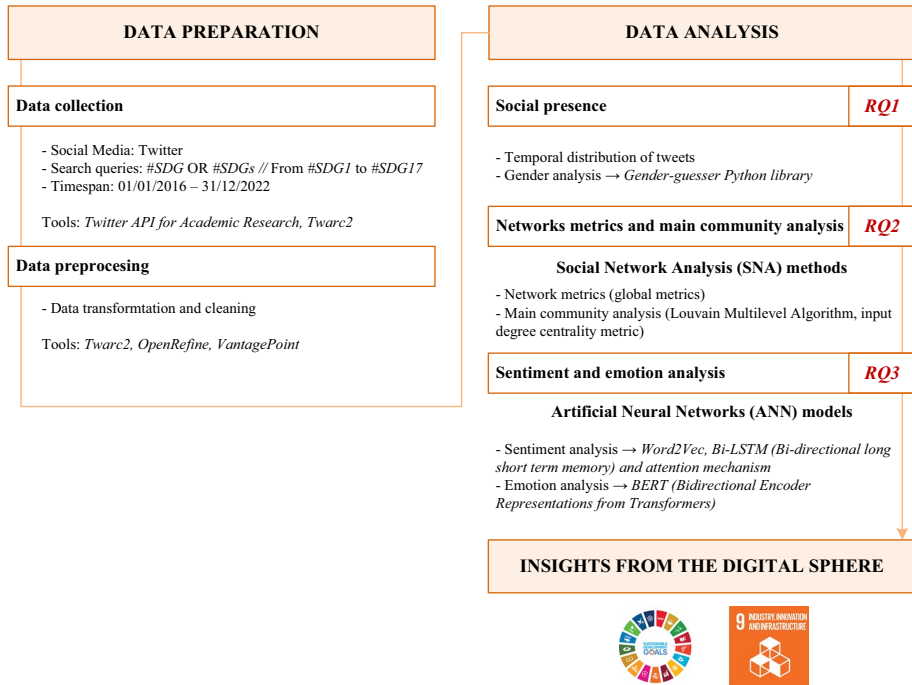 DATA PREPARATION
Data collection
- Social Media: Twitter
- Search queries: #SDG OR #SDGs // From #SDG1 to #SDG17
- Timespan: 01/01/2016 – 31/12/2022
Tools: Twitter API for Academic Research, Twarc2
Data preprocesing
- Data transformtation and cleaning
Tools: Twarc2, OpenRefine, VantagePoint
DATA ANALYSIS
Social presence
RQ1
- Temporal distribution of tweets
- Gender analysis → Gender-guesser Python library
Networks metrics and main community analysis
RQ2
Social Network Analysis (SNA) methods
- Network metrics (global metrics)
- Main community analysis (Louvain Multilevel Algorithm, input
degree centrality metric)
Sentiment and emotion analysis
RQ3
Artificial Neural Networks (ANN) models
- Sentiment analysis → Word2Vec, Bi-LSTM (Bi-directional long
short term memory) and attention mechanism
- Emotion analysis → BERT (Bidirectional Encoder
Representations from Transformers)
INSIGHTS FROM THE DIGITAL SPHERE
SUSTAINABLE
DEVELOPMENT
GOALS
9 INDUSTRY, INNOVATION
AND INFRASTRUCTURE